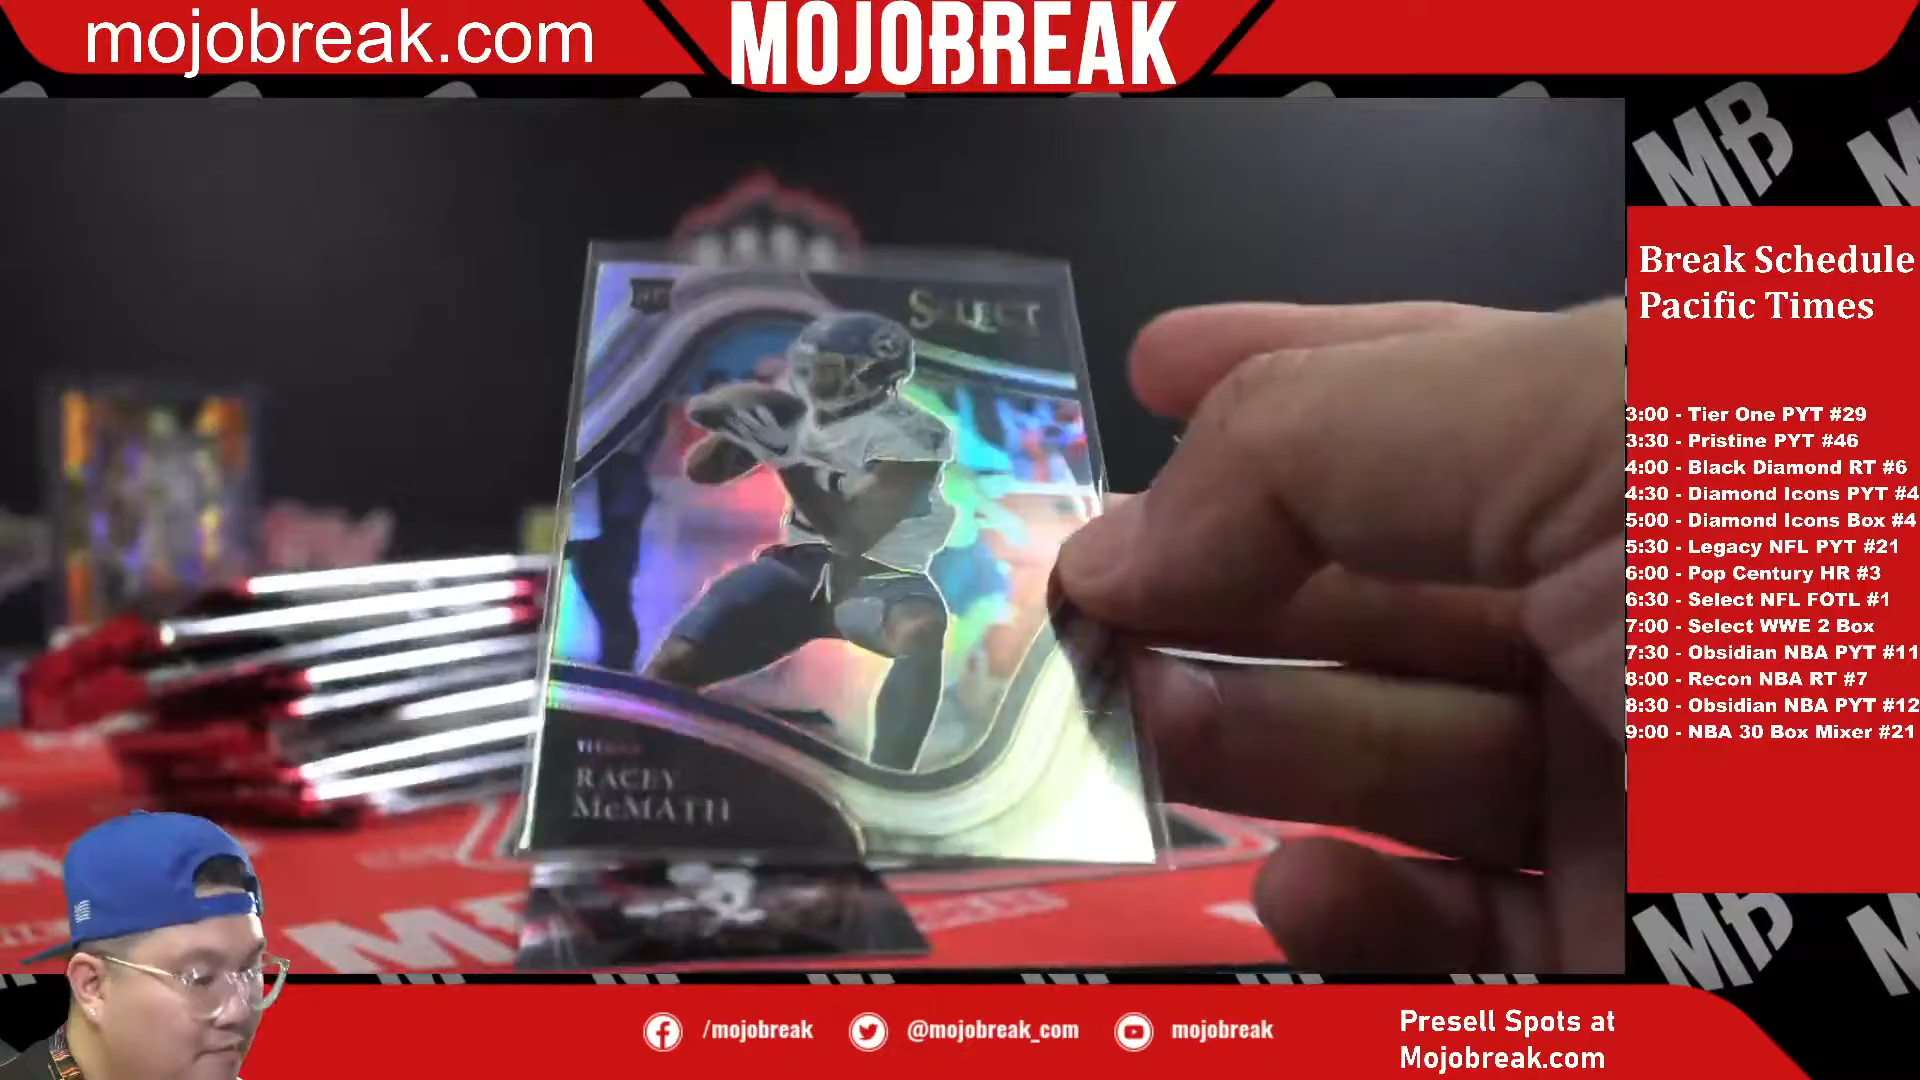 mojobreak.com
MOJOBREAK
MB
Break Schedule
Pacific Times
3:00 - Tier One PYT #29
3:30 - Pristine PYT #46
4:00 - Black Diamond RT #6
4:30 - Diamond Icons PYT #4
5:00 - Diamond Icons Box #4
5:30 - Legacy NFL PYT #21
6:00 - Pop Century HR #3
6:30 - Select NFL FOTL #1
7:00 - Select WWE 2 Box
7:30 - Obsidian NBA PYT #11
8:00 - Recon NBA RT #7
8:30 - Obsidian NBA PYT #12
9:00 - NBA 30 Box Mixer #21
SELECT
TITANS
RACEY
McMATH
MB
/mojobreak
@mojobreak_com
mojobreak
Presell Spots at
Mojobreak.com